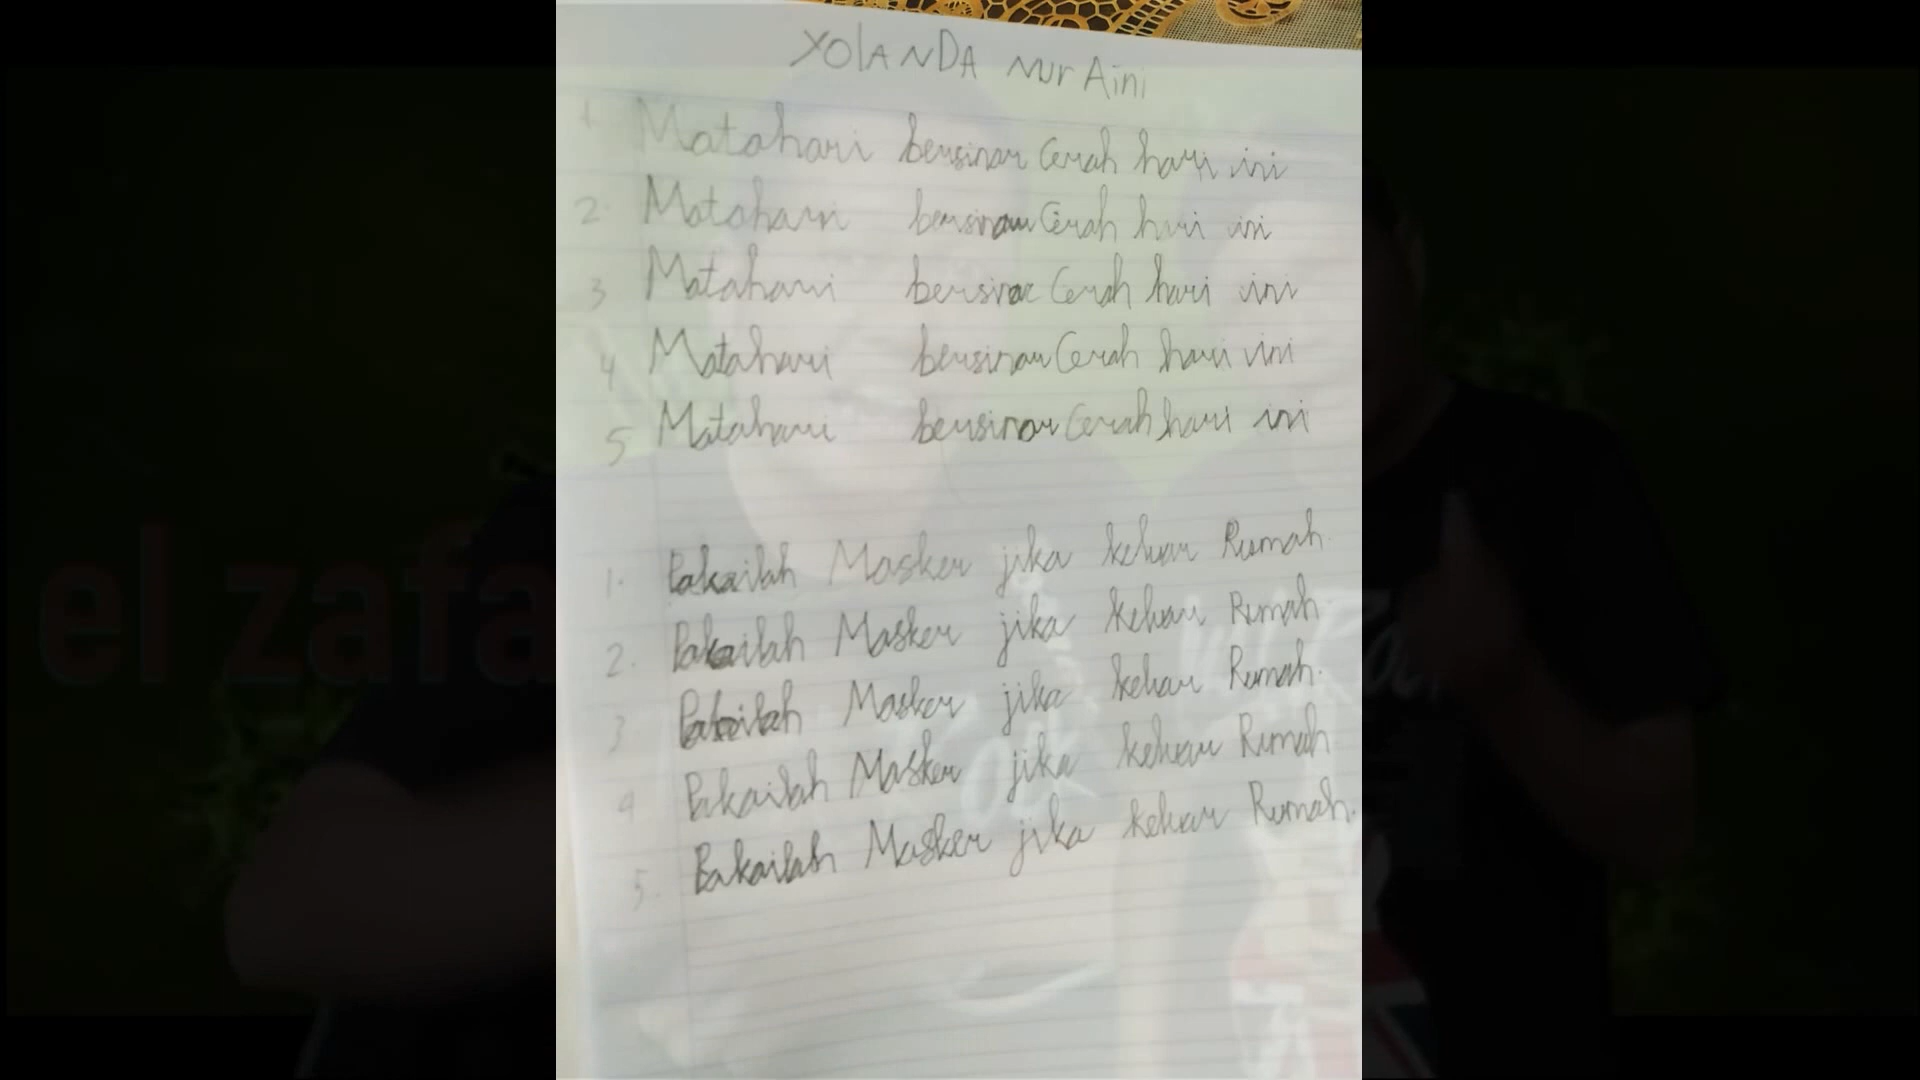 YOLANDA NUr Aini
1. Matahari bersinar Cerah hari ini
2. Matahari bersinar Cerah hari ini
3 Matahari bersinar Cerah hari ini
4 Matahari bersinar Cerah hari ini
5 Matahari bersinar Cerah hari ini
1. Pakailah Masker jika keluar Rumah.
2. Pakailah Masker jika keluar Rumah.
3 Pakailah Masker jika keluar Rumah.
4 Pakailah Masker jika keluar Rumah
5. Pakailah Masker jika keluar Rumah.
el zafa